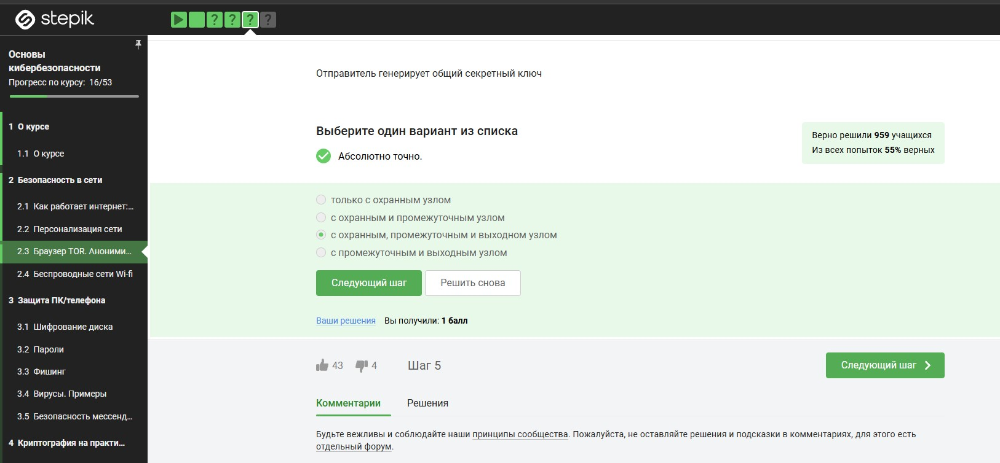 stepik
? ? ? ?
Основы
кибербезопасности
Прогресс по курсу: 16/53
1 О курсе
1.1 О курсе
2 Безопасность в сети
2.1 Как работает интернет:...
2.2 Персонализация сети
2.3 Браузер TOR. Аноними...
2.4 Беспроводные сети Wi-fi
3 Защита ПК/телефона
3.1 Шифрование диска
3.2 Пароли
3.3 Фишинг
3.4 Вирусы. Примеры
3.5 Безопасность мессенд...
4 Криптография на практи...
Отправитель генерирует общий секретный ключ
Выберите один вариант из списка
Абсолютно точно.
Верно решили 959 учащихся
Из всех попыток 55% верных
только с охранным узлом
с охранным и промежуточным узлом
с охранным, промежуточным и выходном узлом
с промежуточным и выходным узлом
Следующий шаг
Решить снова
Ваши решения Вы получили: 1 балл
43 4 Шаг 5
Следующий шаг
Комментарии Решения
Будьте вежливы и соблюдайте наши принципы сообщества. Пожалуйста, не оставляйте решения и подсказки в комментариях, для этого есть
отдельный форум.